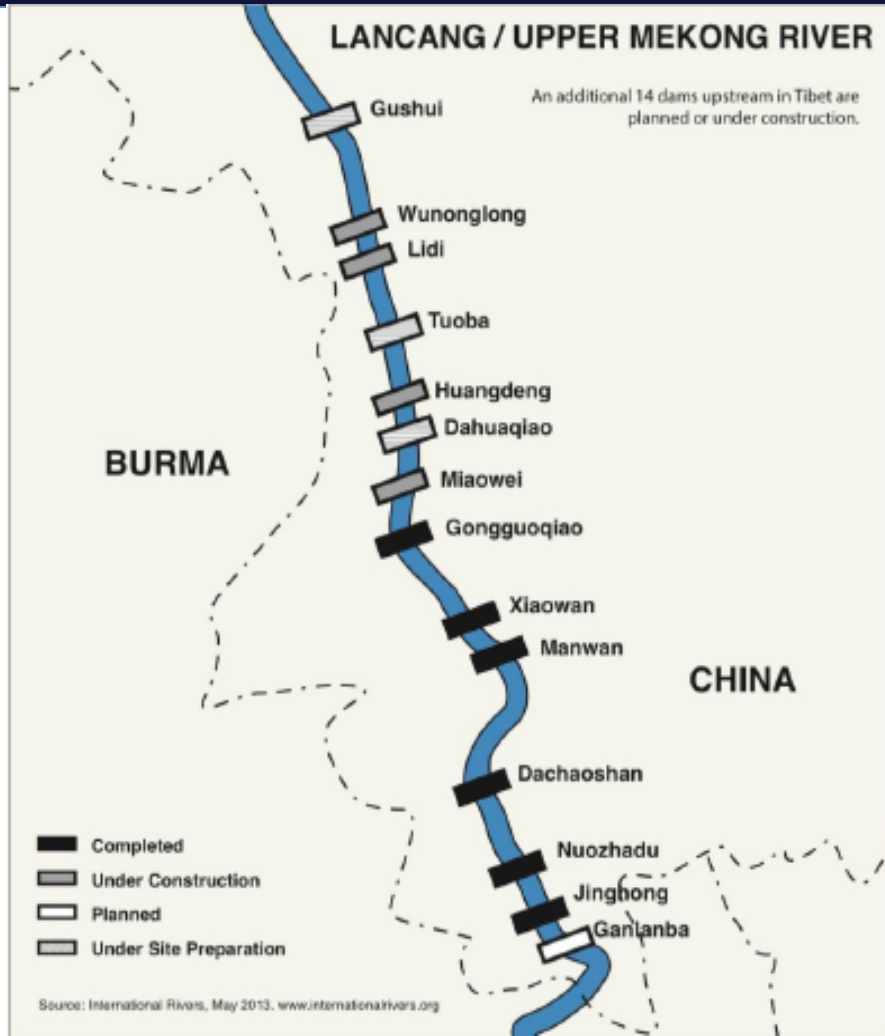 LANCANG / UPPER MEKONG RIVER
An additional 14 dams upstream in Tibet are
planned or under construction.
Gushui
Wunonglong
Lidi
Tuoba
Huangdeng
Dahuaqiao
BURMA
Miaowei
Gongguoqiao
Xiaowan
Manwan
CHINA
Dachaoshan
Nuozhadu
Jinghong
Ganlanba
Completed
Under Construction
Planned
Under Site Preparation
Source: International Rivers, May 2013. www.internationalrivers.org